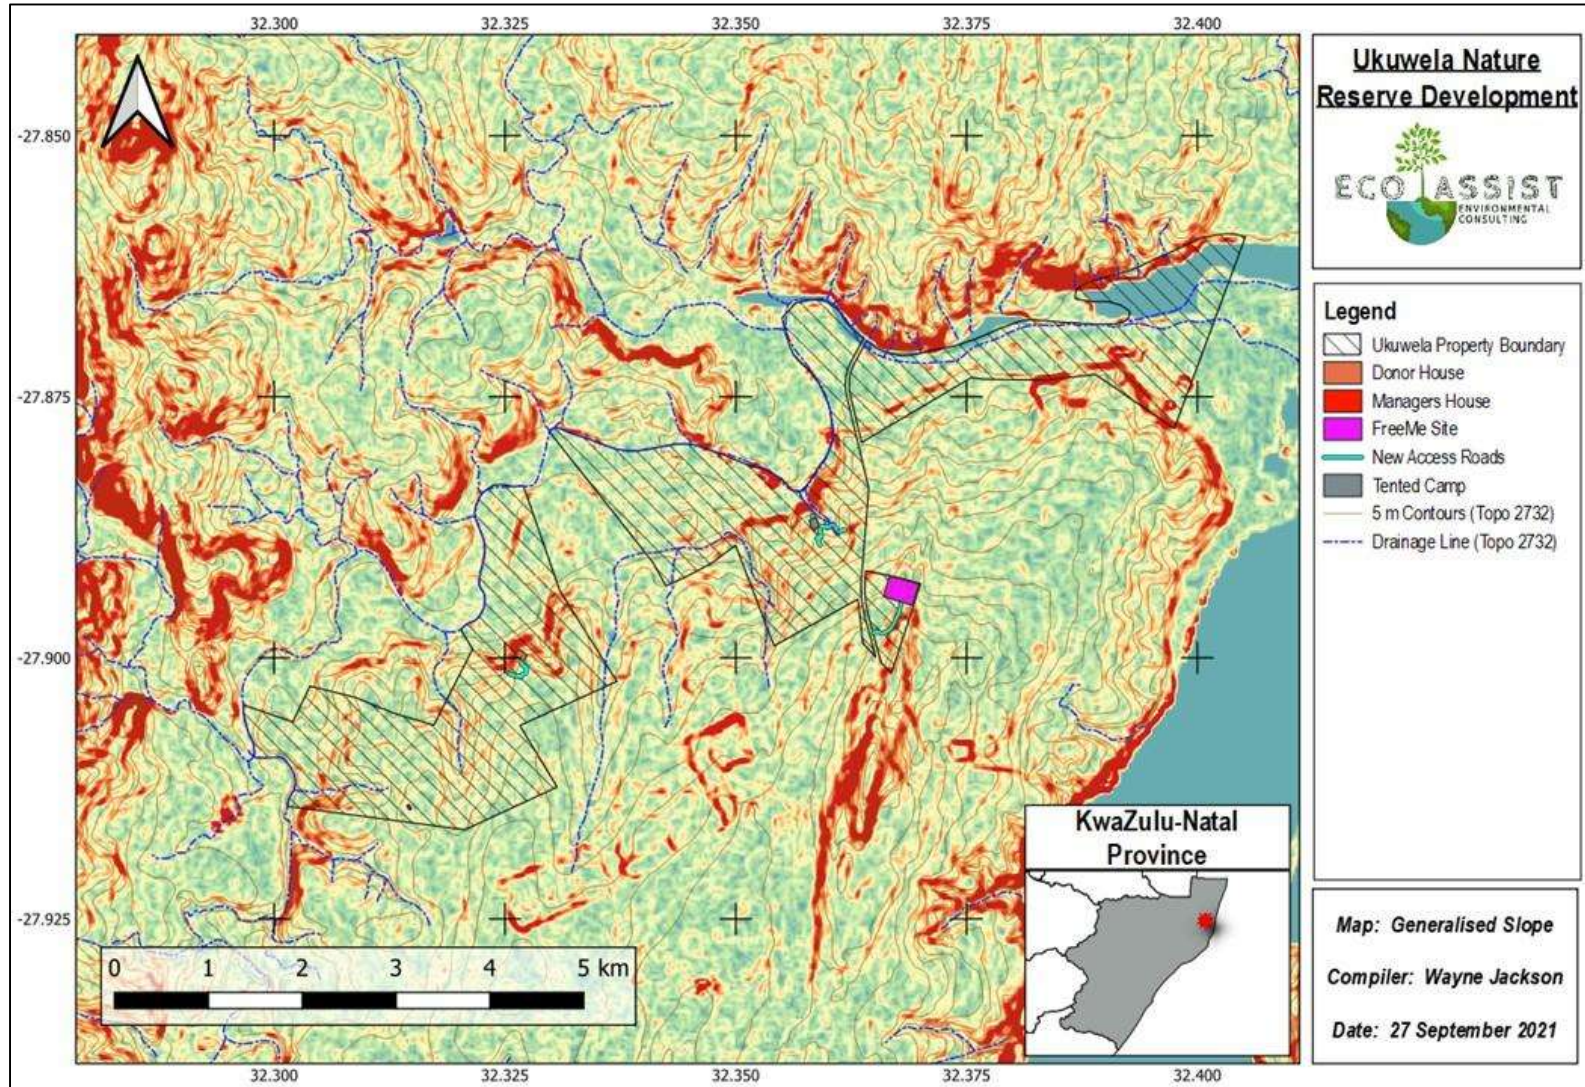 32.300 32.325 32.350 32.375 32.400
-27.850
-27.875
-27.900
-27.925
32.300 32.325 32.350 32.375 32.400
0 1 2 3 4 5 km
KwaZulu-Natal
Province
Ukuwela Nature
Reserve Development
ECO ASSIST
ENVIRONMENTAL
CONSULTING
Legend
Ukuwela Property Boundary
Donor House
Managers House
FreeMe Site
New Access Roads
Tented Camp
5 m Contours (Topo 2732)
Drainage Line (Topo 2732)
Map: Generalised Slope
Compiler: Wayne Jackson
Date: 27 September 2021